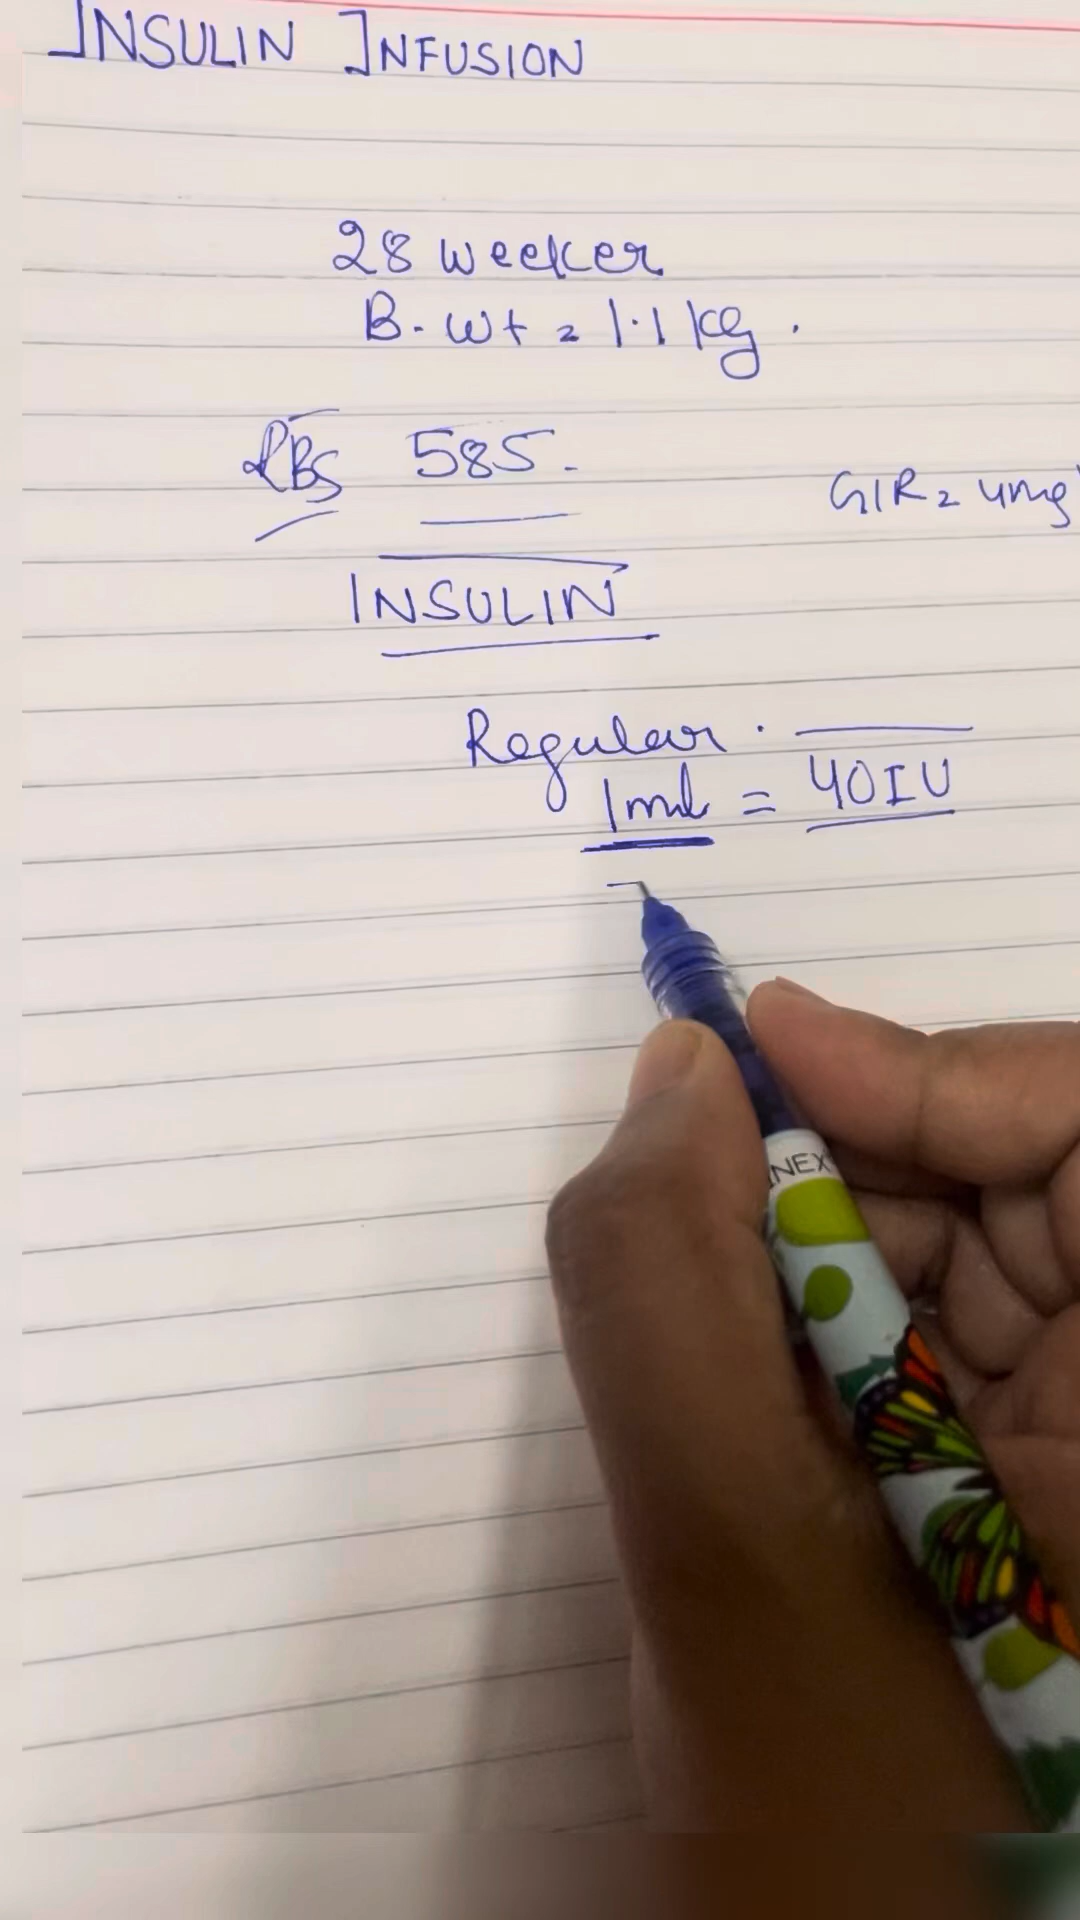 INSULIN INFUSION
28 weeker
B. wt = 1.1 kg.
RBS 585.
GIR = 4mg
INSULIN
Regular.
1ml = 40IU
NEX